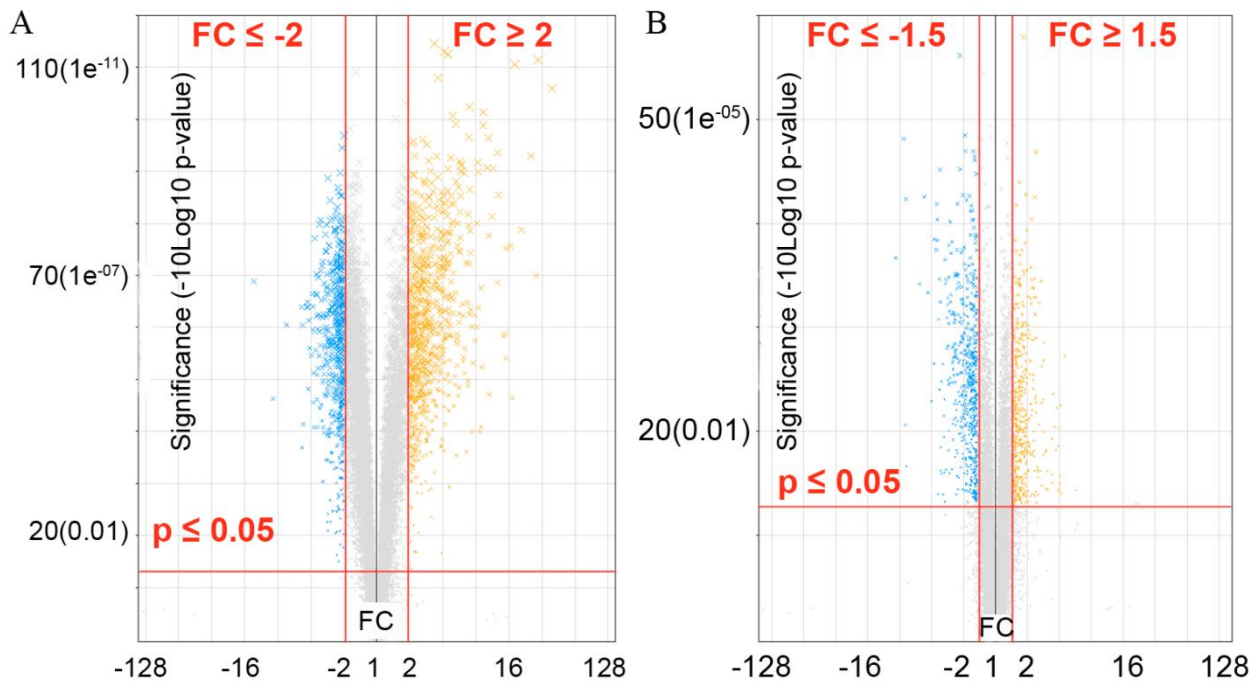 A
FC ≤ -2
FC ≥ 2
110(1e-11)
70(1e-07)
20(0.01)
Significance (-10Log10 p-value)
p ≤ 0.05
FC
-128 -16 -2 1 2 16 128
B
FC ≤ -1.5
FC ≥ 1.5
50(1e-05)
20(0.01)
Significance (-10Log10 p-value)
p ≤ 0.05
FC
-128 -16 -2 1 2 16 128